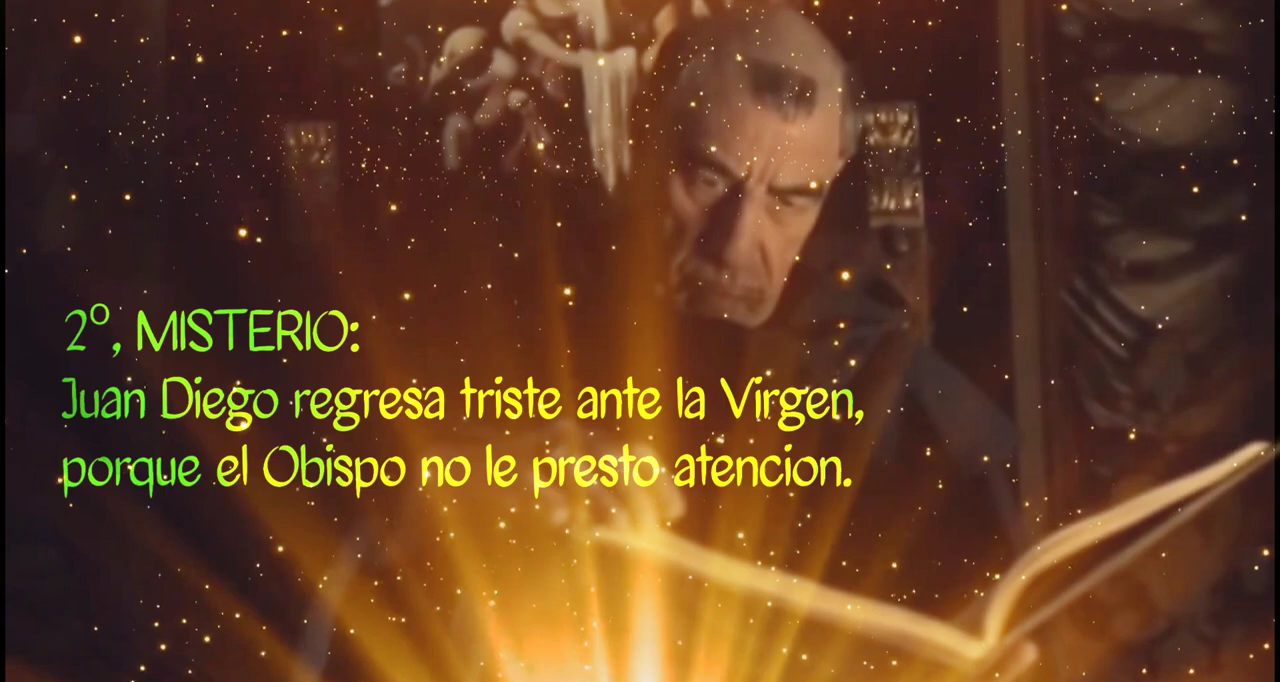 2º, MISTERIO:
Juan Diego regresa triste ante la Virgen,
porque el Obispo no le presto atencion.